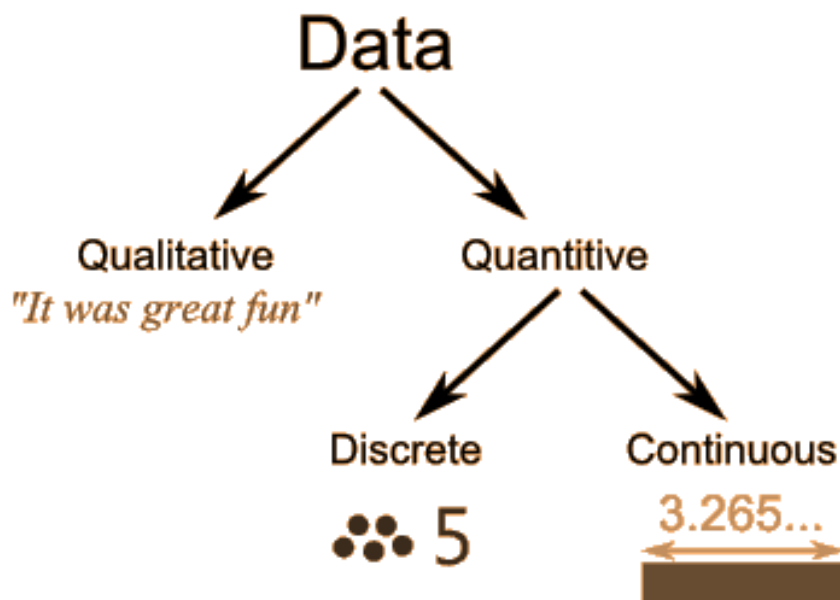 Data
Qualitative
Quantitive
"It was great fun"
Discrete
Continuous
5
3.265...